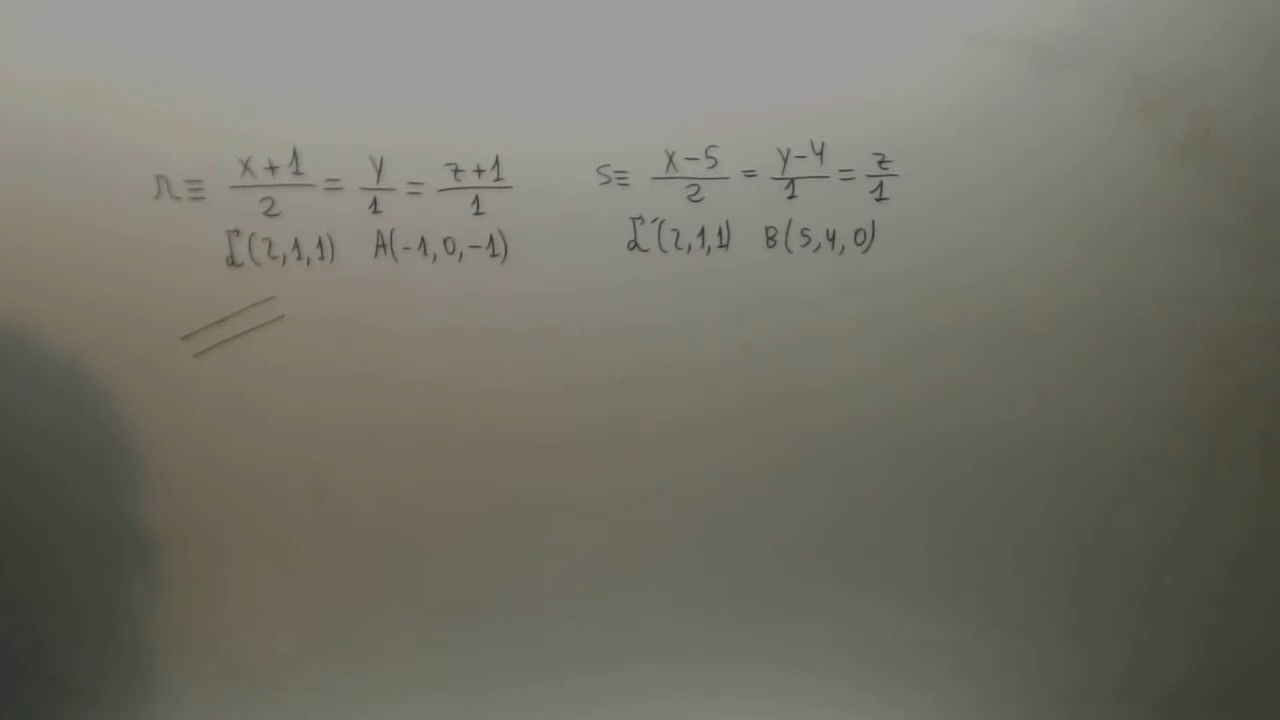 r≡ x+1/2 = y/1 = z+1/1
(2,1,1) A(-1,0,-1)
s≡ x-5/2 = y-4/1 = z/1
(2,1,1) B(5,4,0)